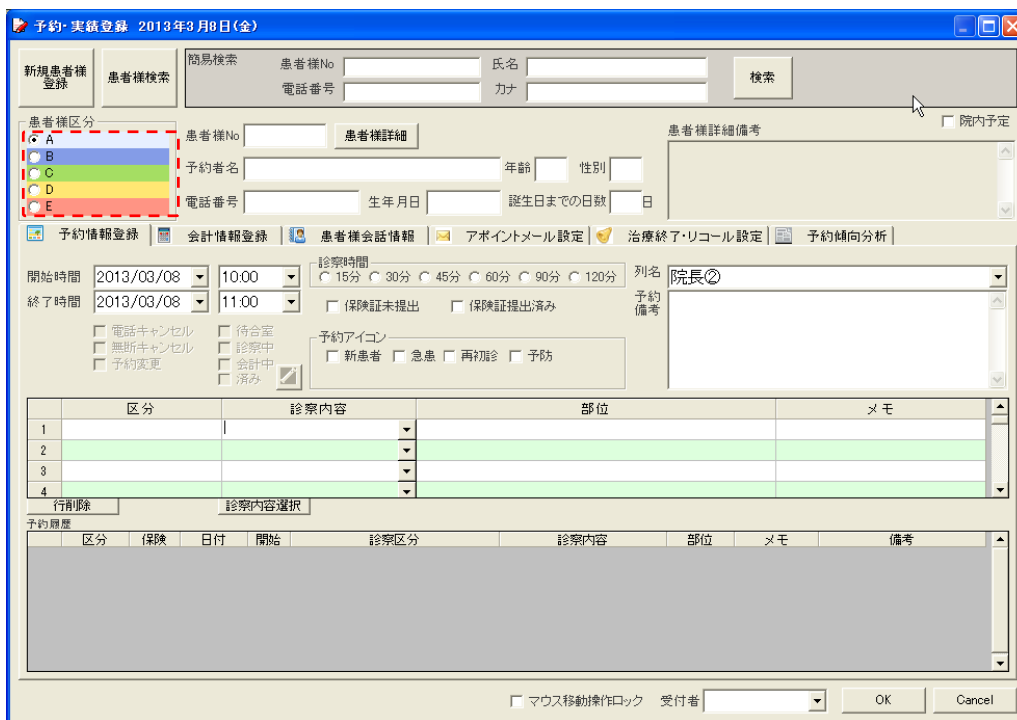 予約・実績登録 2013年3月8日(金)
新規患者様登録
患者様検索
簡易検索
患者様No
氏名
電話番号
カナ
検索
患者様区分
A
B
C
D
E
患者様No
患者様詳細
患者様詳細備考
院内予定
予約者名
年齢
性別
電話番号
生年月日
誕生日までの日数
日
予約情報登録
会計情報登録
患者様会話情報
アポイントメール設定
治療終了・リコール設定
予約傾向分析
開始時間 2013/03/08 10:00
終了時間 2013/03/08 11:00
診察時間
15分 30分 45分 60分 90分 120分
列名 院長②
予約備考
保険証未提出 保険証提出済み
電話キャンセル
無断キャンセル
予約変更
待合室
診察中
会計中
済み
予約アイコン
新患者 急患 再初診 予防
区分 診察内容 部位 メモ
1
2
3
4
行削除 診察内容選択
予約履歴
区分 保険 日付 開始 診察区分 診察内容 部位 メモ 備考
マウス移動操作ロック 受付者 OK Cancel